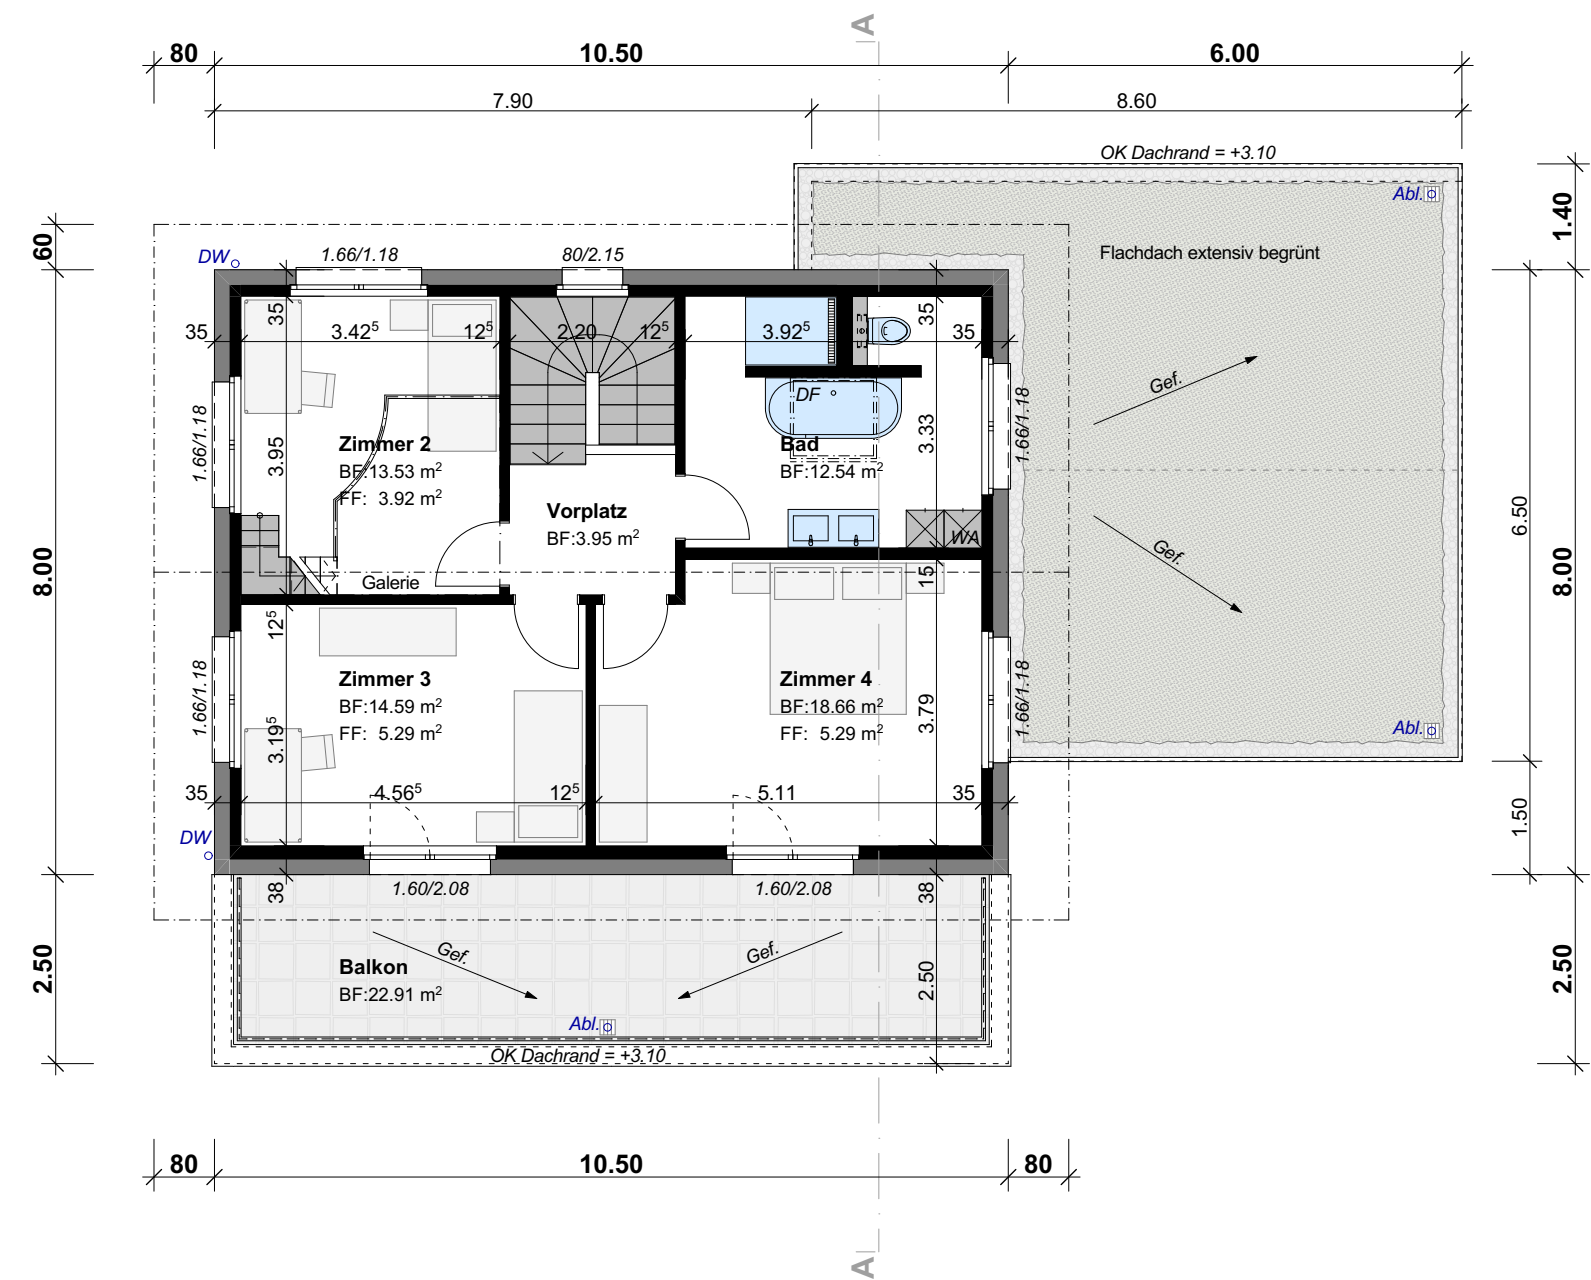 A
80
10.50
6.00
7.90
8.60
OK Dachrand = +3.10
Abl.
1.40
60
DW
1.66/1.18
80/2.15
Flachdach extensiv begrünt
35
35
35
3.42⁵
12⁵
2.20
12⁵
3.92⁵
35
Gef.
DF
1.66/1.18
3.95
Zimmer 2
BF:13.53 m²
FF: 3.92 m²
Bad
BF:12.54 m²
3.33
1.66/1.18
6.50
Vorplatz
BF:3.95 m²
WA
Gef.
8.00
8.00
Galerie
15
12⁵
1.66/1.18
Zimmer 3
BF:14.59 m²
FF: 5.29 m²
Zimmer 4
BF:18.66 m²
FF: 5.29 m²
1.66/1.18
3.19⁵
3.79
Abl.
35
4.56⁵
12⁵
5.11
35
1.50
DW
38
1.60/2.08
1.60/2.08
38
2.50
Balkon
BF:22.91 m²
Gef.
Gef.
2.50
2.50
Abl.
OK Dachrand = +3.10
80
10.50
80
A